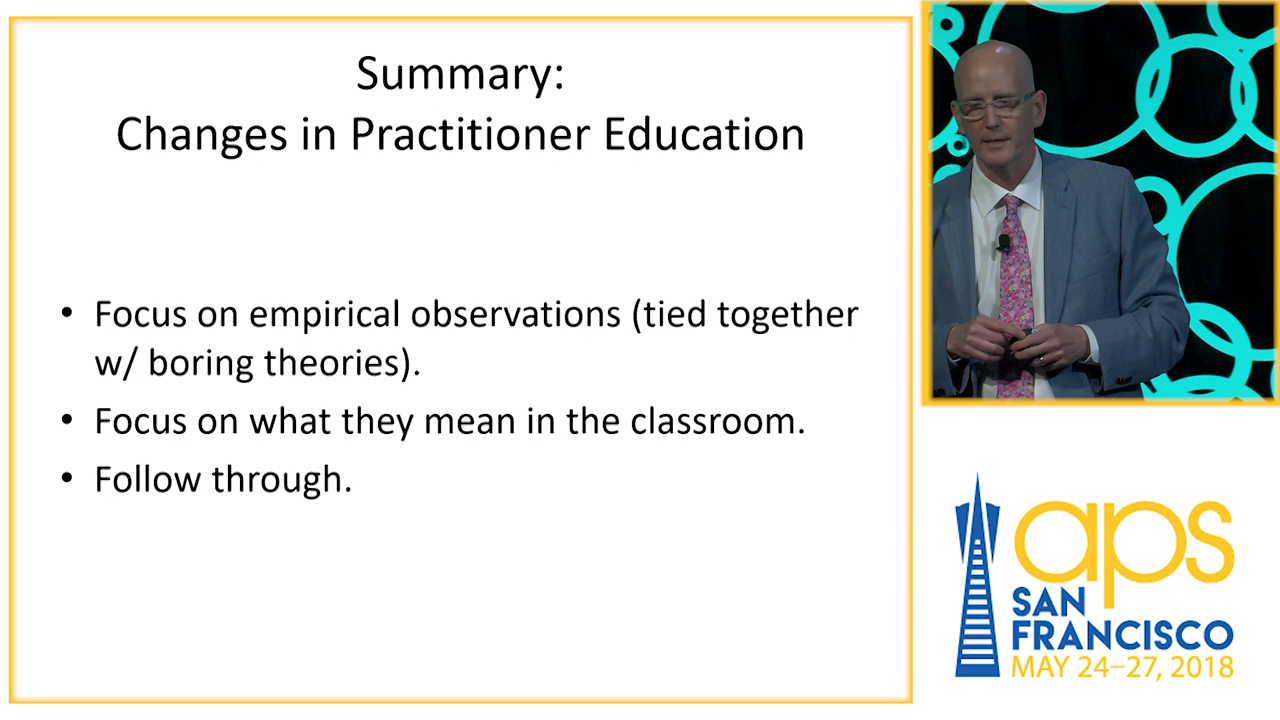 Summary:
Changes in Practitioner Education
• Focus on empirical observations (tied together
w/ boring theories).
• Focus on what they mean in the classroom.
• Follow through.
aps
SAN
FRANCISCO
MAY 24–27, 2018